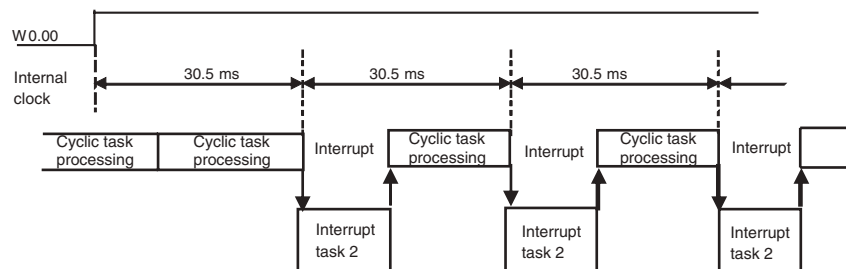 W0.00
Internal
clock
30.5 ms
30.5 ms
30.5 ms
Cyclic task
processing
Cyclic task
processing
Interrupt
Cyclic task
processing
Interrupt
Cyclic task
processing
Interrupt
Interrupt
task 2
Interrupt
task 2
Interrupt
task 2